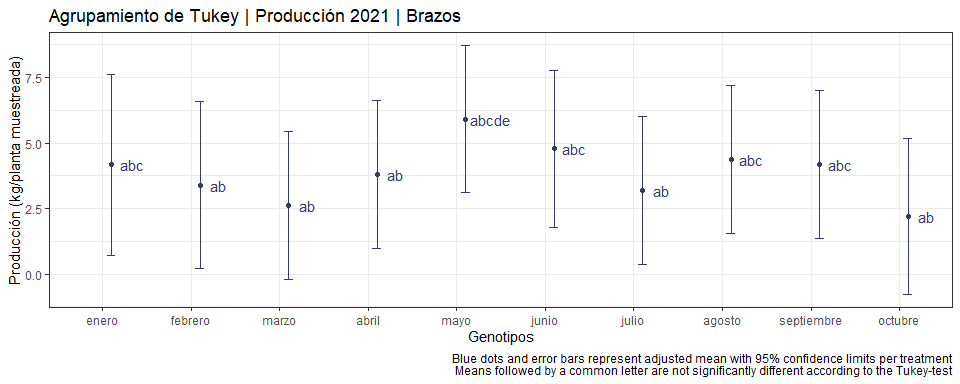 Agrupamiento de Tukey | Producción 2021 | Brazos
Producción (kg/planta muestreada)
7.5
5.0
2.5
0.0
abc
ab
ab
ab
abcde
abc
ab
abc
abc
ab
enero febrero marzo abril mayo junio julio agosto septiembre octubre
Genotipos
Blue dots and error bars represent adjusted mean with 95% confidence limits per treatment
Means followed by a common letter are not significantly different according to the Tukey-test